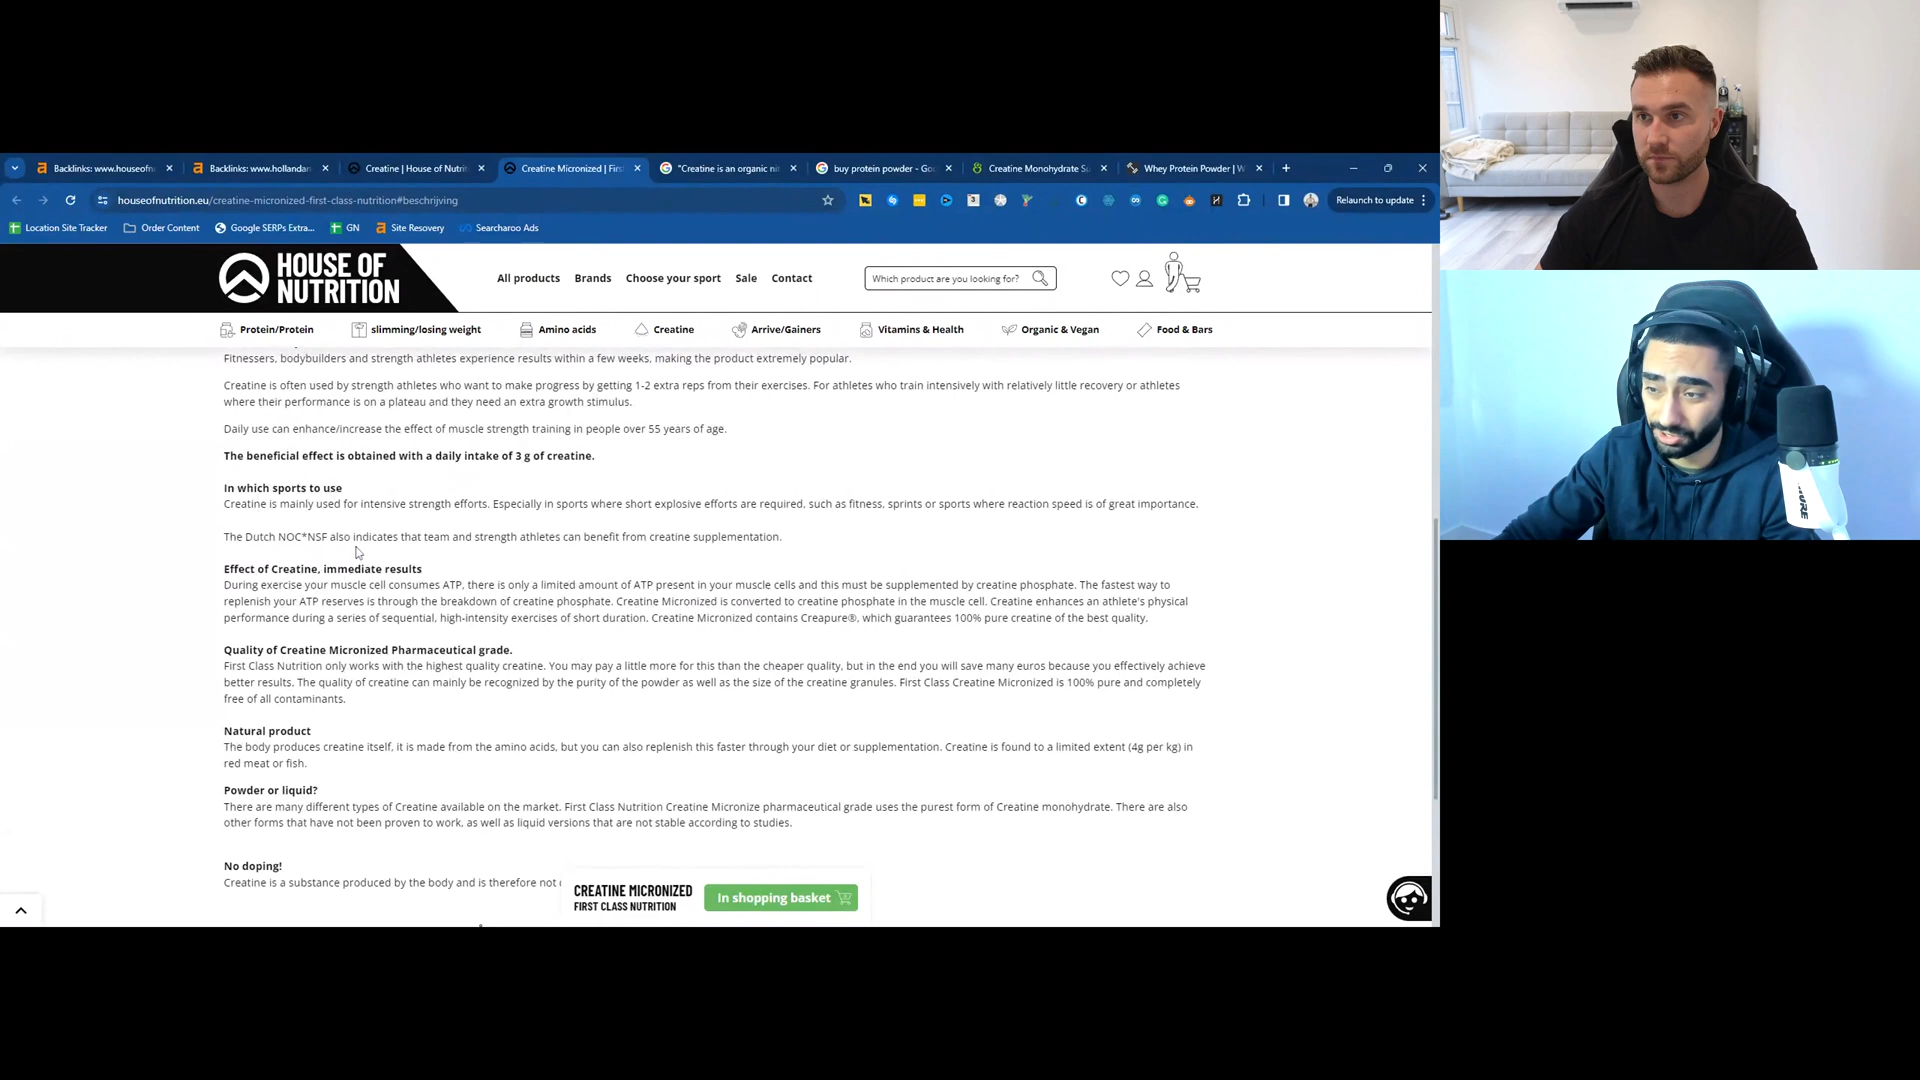 Backlinks: www.houseofn
Backlinks: www.hollandan
Creatine | House of Nutri
Creatine Micronized | Firs
"Creatine is an organic nit
buy protein powder - Goo
Creatine Monohydrate Su
Whey Protein Powder | W
houseofnutrition.eu/creatine-micronized-first-class-nutrition#beschrijving
Relaunch to update
Location Site Tracker
Order Content
Google SERPs Extra...
GN
Site Recovery
Searcharoo Ads
HOUSE OF
NUTRITION
All products
Brands
Choose your sport
Sale
Contact
Which product are you looking for?
Protein/Protein
slimming/losing weight
Amino acids
Creatine
Arrive/Gainers
Vitamins & Health
Organic & Vegan
Food & Bars
Fitnessers, bodybuilders and strength athletes experience results within a few weeks, making the product extremely popular.
Creatine is often used by strength athletes who want to make progress by getting 1-2 extra reps from their exercises. For athletes who train intensively with relatively little recovery or athletes
where their performance is on a plateau and they need an extra growth stimulus.
Daily use can enhance/increase the effect of muscle strength training in people over 55 years of age.
The beneficial effect is obtained with a daily intake of 3 g of creatine.
In which sports to use
Creatine is mainly used for intensive strength efforts. Especially in sports where short explosive efforts are required, such as fitness, sprints or sports where reaction speed is of great importance.
The Dutch NOC*NSF also indicates that team and strength athletes can benefit from creatine supplementation.
Effect of Creatine, immediate results
During exercise your muscle cell consumes ATP, there is only a limited amount of ATP present in your muscle cells and this must be supplemented by creatine phosphate. The fastest way to
replenish your ATP reserves is through the breakdown of creatine phosphate. Creatine Micronized is converted to creatine phosphate in the muscle cell. Creatine enhances an athlete's physical
performance during a series of sequential, high-intensity exercises of short duration. Creatine Micronized contains Creapure®, which guarantees 100% pure creatine of the best quality.
Quality of Creatine Micronized Pharmaceutical grade.
First Class Nutrition only works with the highest quality creatine. You may pay a little more for this than the cheaper quality, but in the end you will save many euros because you effectively achieve
better results. The quality of creatine can mainly be recognized by the purity of the powder as well as the size of the creatine granules. First Class Creatine Micronized is 100% pure and completely
free of all contaminants.
Natural product
The body produces creatine itself, it is made from the amino acids, but you can also replenish this faster through your diet or supplementation. Creatine is found to a limited extent (4g per kg) in
red meat or fish.
Powder or liquid?
There are many different types of Creatine available on the market. First Class Nutrition Creatine Micronize pharmaceutical grade uses the purest form of Creatine monohydrate. There are also
other forms that have not been proven to work, as well as liquid versions that are not stable according to studies.
No doping!
Creatine is a substance produced by the body and is therefore not
CREATINE MICRONIZED
FIRST CLASS NUTRITION
In shopping basket